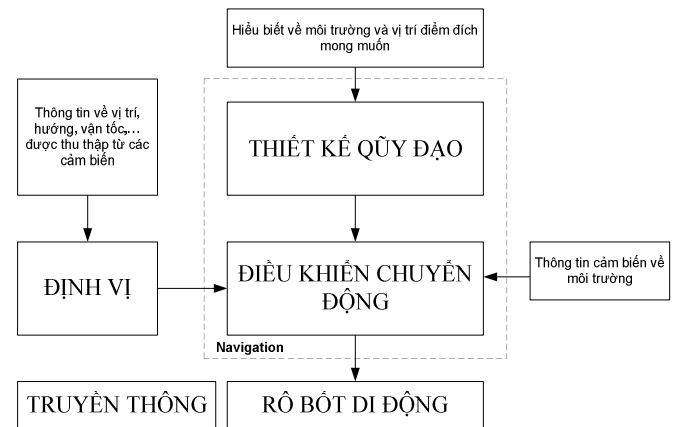 Hiểu biết về môi trường và vị trí điểm đích
mong muốn
Thông tin về vị trí,
hướng, vận tốc,...
được thu thập từ các
cảm biến
THIẾT KẾ QŨY ĐẠO
ĐỊNH VỊ
ĐIỀU KHIỂN CHUYỂN
ĐỘNG
Thông tin cảm biến về
môi trường
Navigation
TRUYỀN THÔNG
RÔ BỐT DI ĐỘNG